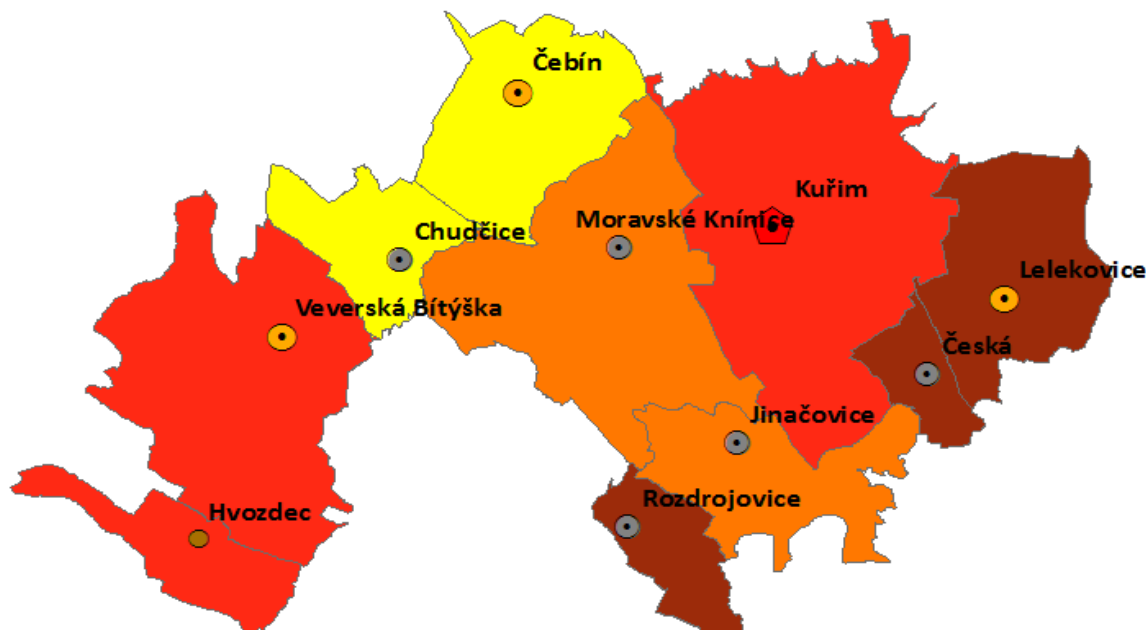 Čebín
Kuřim
Moravské Knínice
Chudčice
Lelekovice
Veverská Bítýška
Česká
Jinačovice
Rozdrojovice
Hvozdec